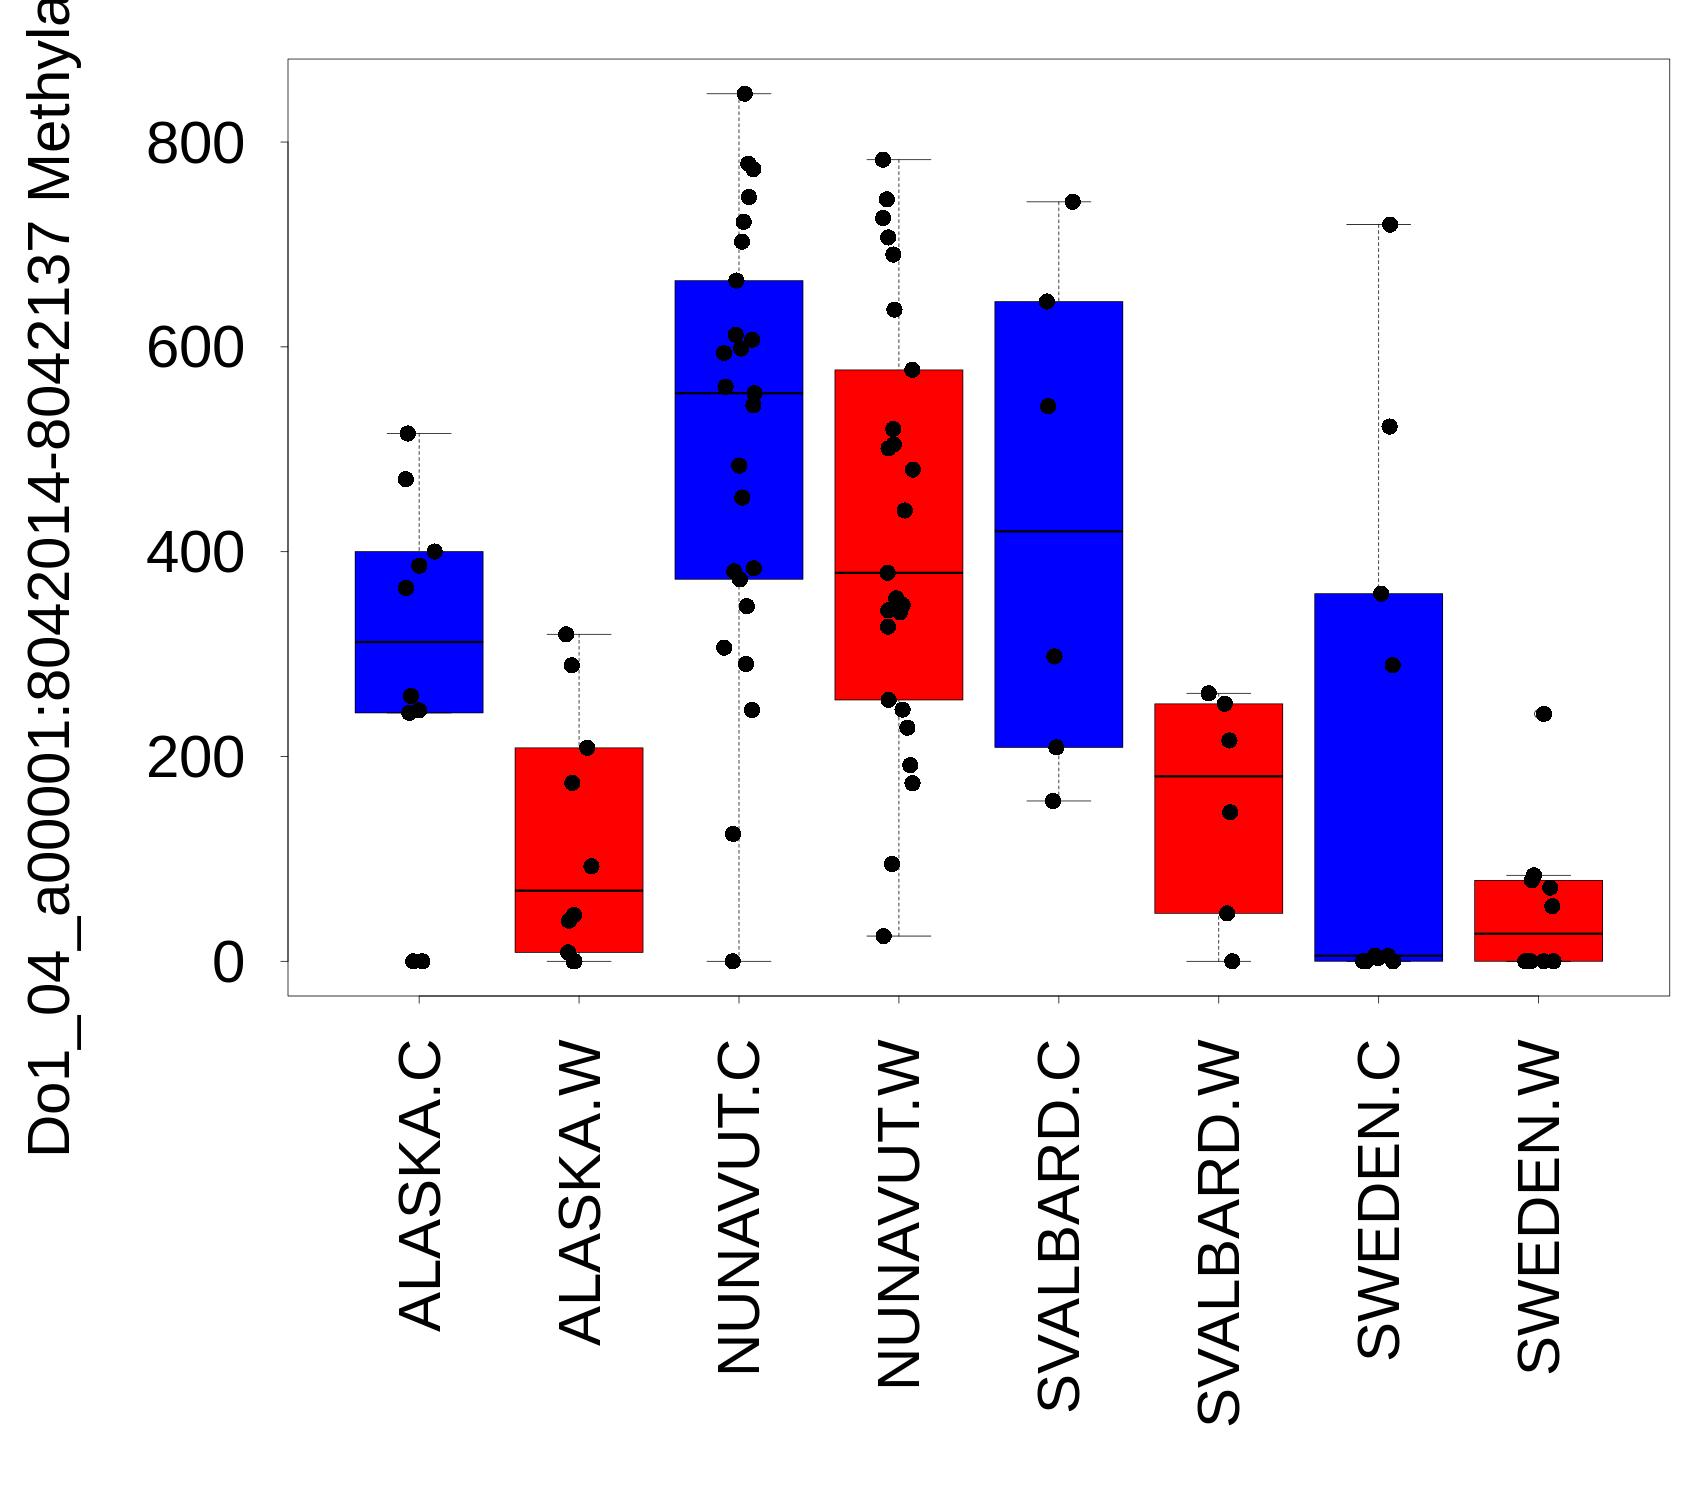 Do1_04_a00001:8042014-8042137 Methyla
800
600
400
200
0
ALASKA.C
ALASKA.W
NUNAVUT.C
NUNAVUT.W
SVALBARD.C
SVALBARD.W
SWEDEN.C
SWEDEN.W